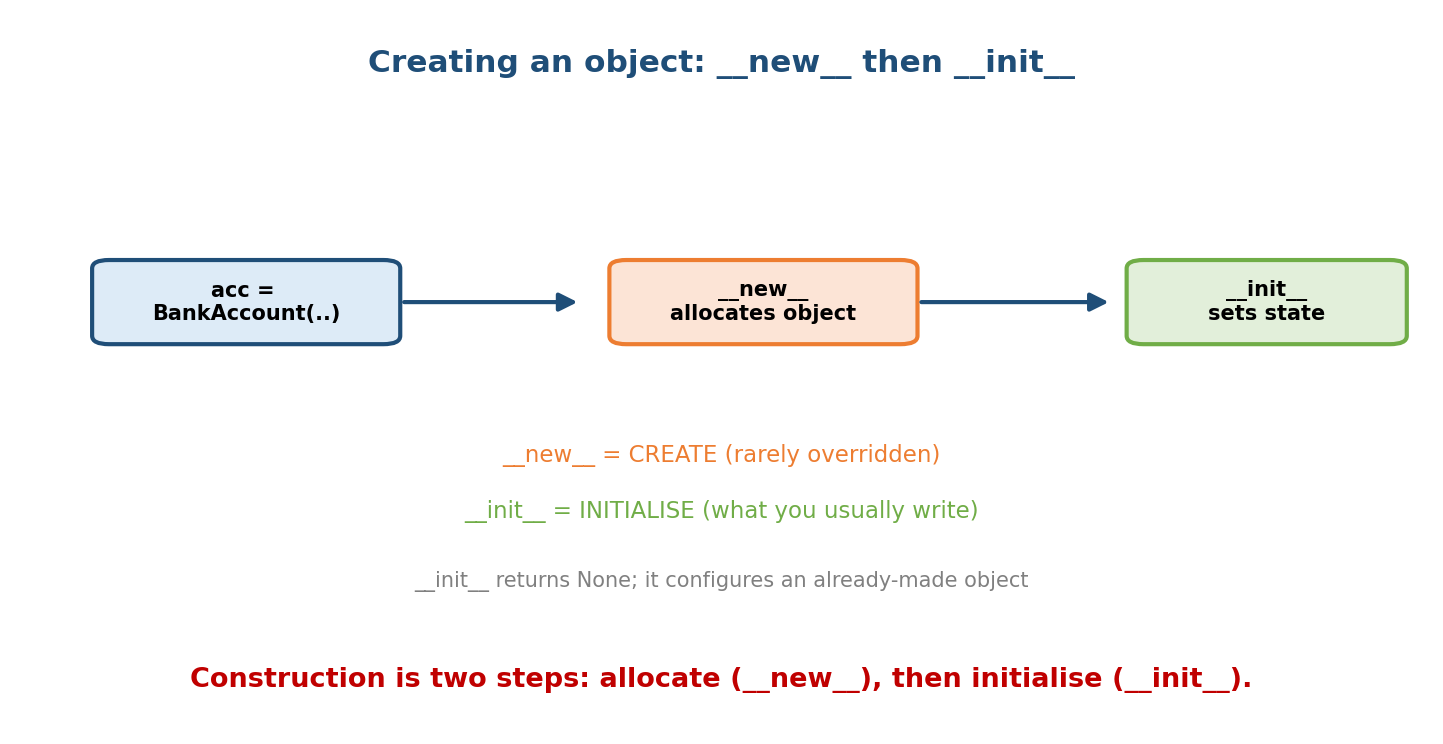 Creating an object: __new__ then __init__
acc =
BankAccount(..)
__new__
allocates object
__init__
sets state
__new__ = CREATE (rarely overridden)
__init__ = INITIALISE (what you usually write)
__init__ returns None; it configures an already-made object
Construction is two steps: allocate (__new__), then initialise (__init__).